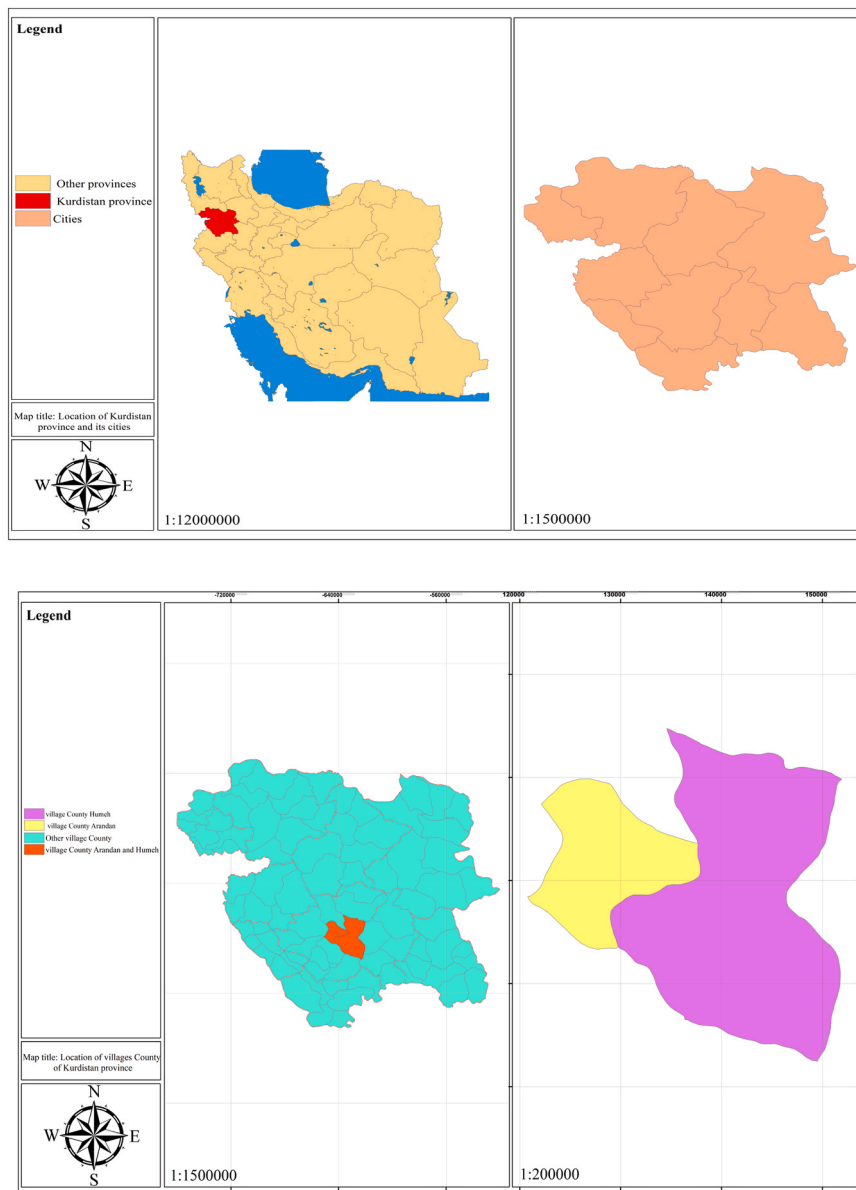 Legend
Other provinces
Kurdistan province
Cities
Map title: Location of Kurdistan
province and its cities
N
W E
S
1:12000000
1:1500000
-720000 -640000 -560000 120000 130000 140000 150000
Legend
village County Humeh
village County Arandan
Other village County
village County Arandan and Humeh
Map title: Location of villages County
of Kurdistan province
N
W E
S
1:1500000
1:200000